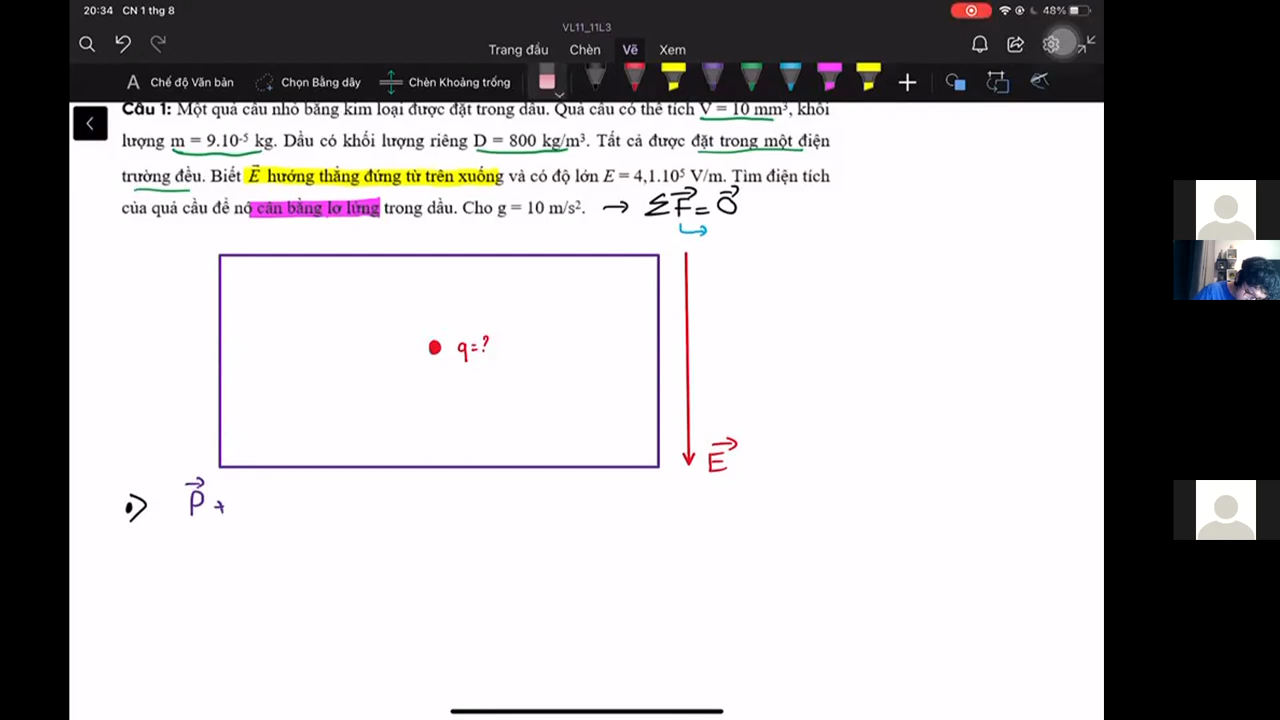 20:34 CN 1 thg 8
48%
VL11_11L3
Trang đầu Chèn Vẽ Xem
A Chế độ Văn bản Chọn Bằng dây Chèn Khoảng trống
Câu 1: Một quả cầu nhỏ bằng kim loại được đặt trong dầu. Quả cầu có thể tích V = 10 mm³, khối
lượng m = 9.10⁻⁵ kg. Dầu có khối lượng riêng D = 800 kg/m³. Tất cả được đặt trong một điện
trường đều. Biết E⃗ hướng thẳng đứng từ trên xuống và có độ lớn E = 4,1.10⁵ V/m. Tìm điện tích
của quả cầu để nó cân bằng lơ lửng trong dầu. Cho g = 10 m/s². → ΣF⃗ = 0⃗
q=?
E⃗
P⃗ +